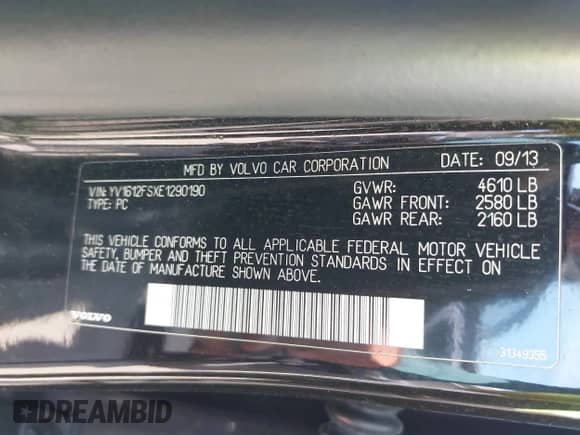 MFD BY VOLVO CAR CORPORATION DATE: 09/13
VIN: YV1612FSXE1290190 GVWR: 4610 LB
TYPE: PC GAWR FRONT: 2580 LB
GAWR REAR: 2160 LB
THIS VEHICLE CONFORMS TO ALL APPLICABLE FEDERAL MOTOR VEHICLE
SAFETY, BUMPER AND THEFT PREVENTION STANDARDS IN EFFECT ON
THE DATE OF MANUFACTURE SHOWN ABOVE.
VOLVO
DREAMBID